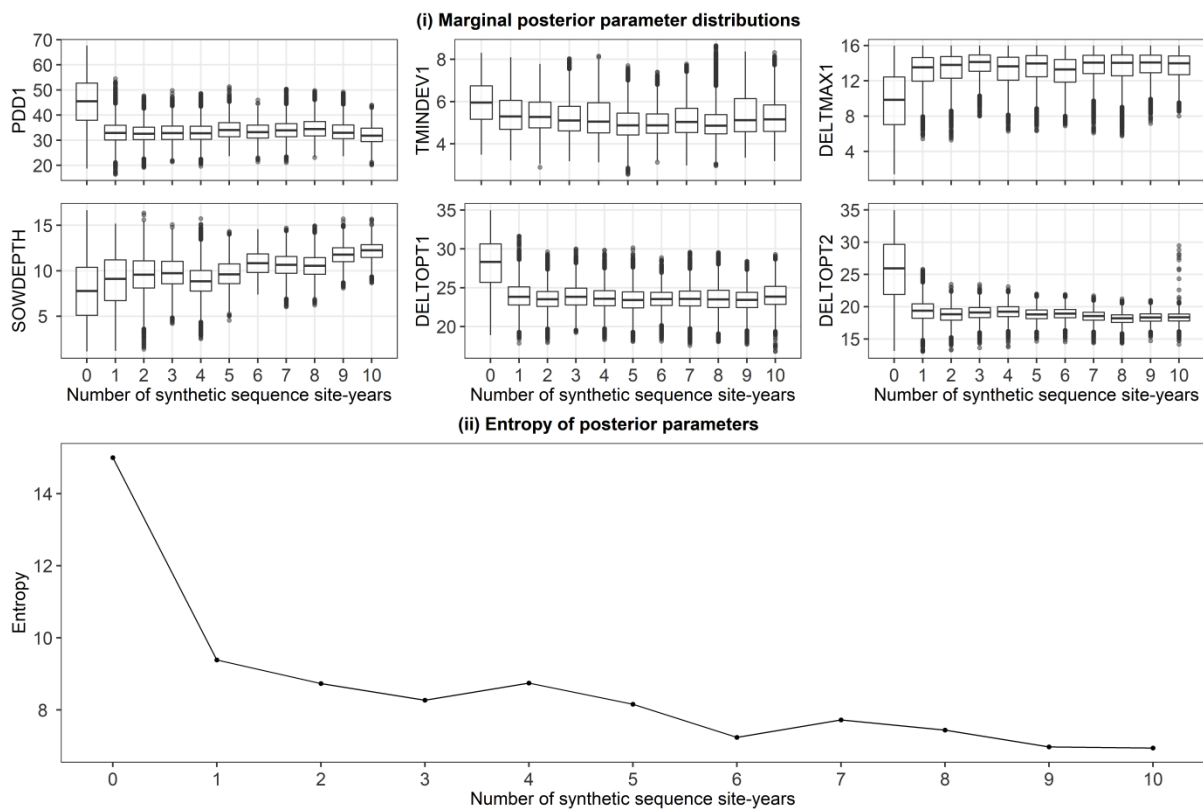 (i) Marginal posterior parameter distributions
PDD1
70
60
50
40
30
20
TMINDEV1
8
6
4
DELTMAX1
16
12
8
4
SOWDEPTH
15
10
5
0 1 2 3 4 5 6 7 8 9 10
Number of synthetic sequence site-years
DELTOPT1
35
30
25
20
0 1 2 3 4 5 6 7 8 9 10
Number of synthetic sequence site-years
DELTOPT2
35
30
25
20
15
0 1 2 3 4 5 6 7 8 9 10
Number of synthetic sequence site-years
(ii) Entropy of posterior parameters
Entropy
14
12
10
8
0 1 2 3 4 5 6 7 8 9 10
Number of synthetic sequence site-years